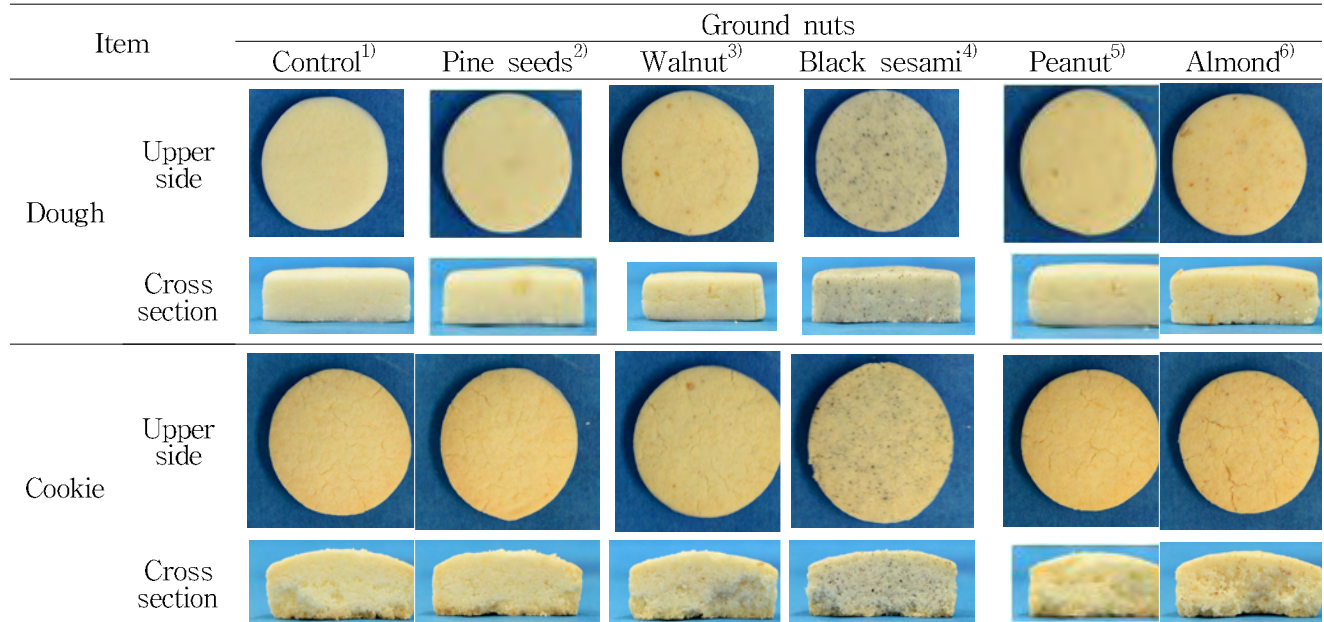 Item
Ground nuts
Control1) Pine seeds2) Walnut3) Black sesami4) Peanut5) Almond6)
Dough
Upper
side
Cross
section
Cookie
Upper
side
Cross
section